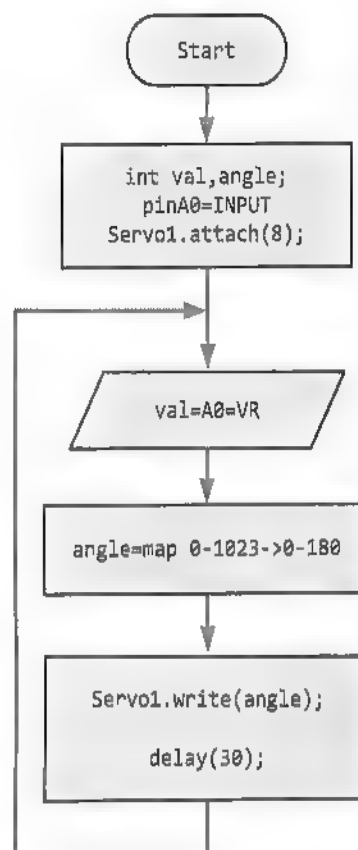 Start
int val,angle;
pinA0=INPUT
Servo1.attach(8);
val=A0=VR
angle=map 0-1023->0-180
Servo1.write(angle);
delay(30);